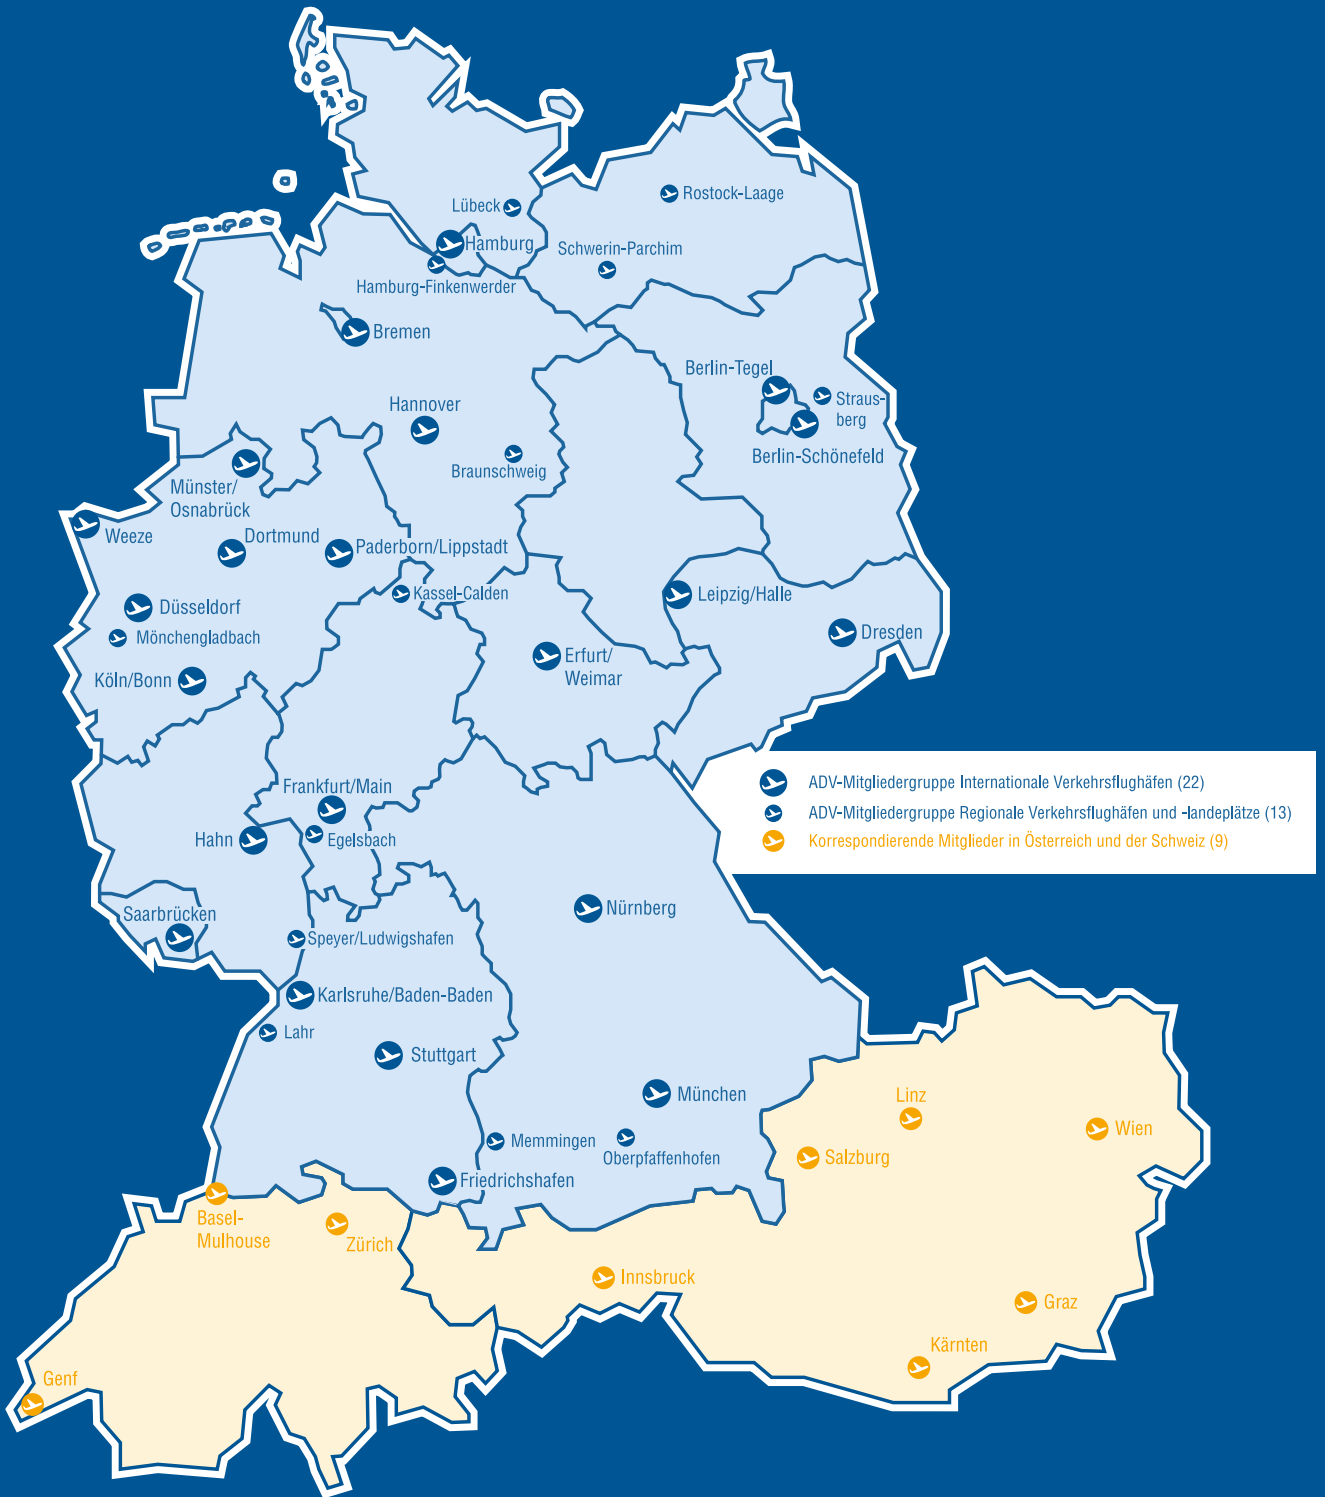 Rostock-Laage
Lübeck
Hamburg
Schwerin-Parchim
Hamburg-Finkenwerder
Bremen
Berlin-Tegel
Straus-
berg
Hannover
Berlin-Schönefeld
Braunschweig
Münster/
Osnabrück
Weeze
Dortmund
Paderborn/Lippstadt
Kassel-Calden
Leipzig/Halle
Düsseldorf
Mönchengladbach
Dresden
Erfurt/
Weimar
Köln/Bonn
Frankfurt/Main
Hahn
Egelsbach
ADV-Mitgliedergruppe Internationale Verkehrsflughäfen (22)
ADV-Mitgliedergruppe Regionale Verkehrsflughäfen und -landeplätze (13)
Korrespondierende Mitglieder in Österreich und der Schweiz (9)
Saarbrücken
Nürnberg
Speyer/Ludwigshafen
Karlsruhe/Baden-Baden
Lahr
Stuttgart
München
Linz
Wien
Memmingen
Oberpfaffenhofen
Salzburg
Friedrichshafen
Basel-
Mulhouse
Zürich
Innsbruck
Graz
Kärnten
Genf